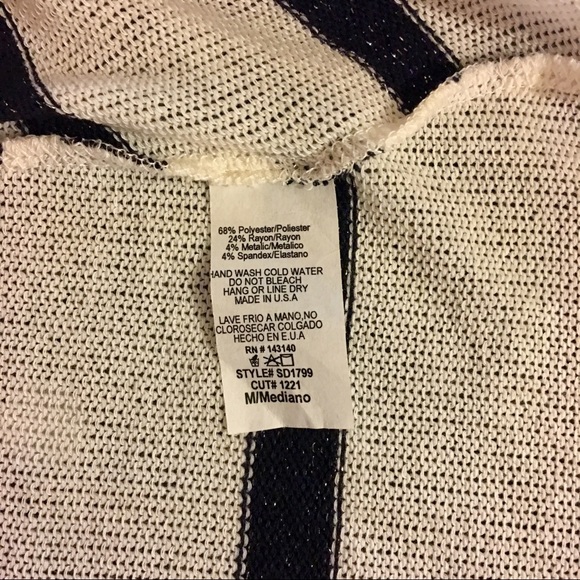 68% Polyester/Poliester
24% Rayon/Rayon
4% Metalic/Metalico
4% Spandex/Elastano
HAND WASH COLD WATER
DO NOT BLEACH
HANG OR LINE DRY
MADE IN U.S.A
LAVE FRIO A MANO,NO
CLOROSECAR COLGADO
HECHO EN E.U.A
RN # 143140
STYLE# SD1799
CUT# 1221
M/Mediano